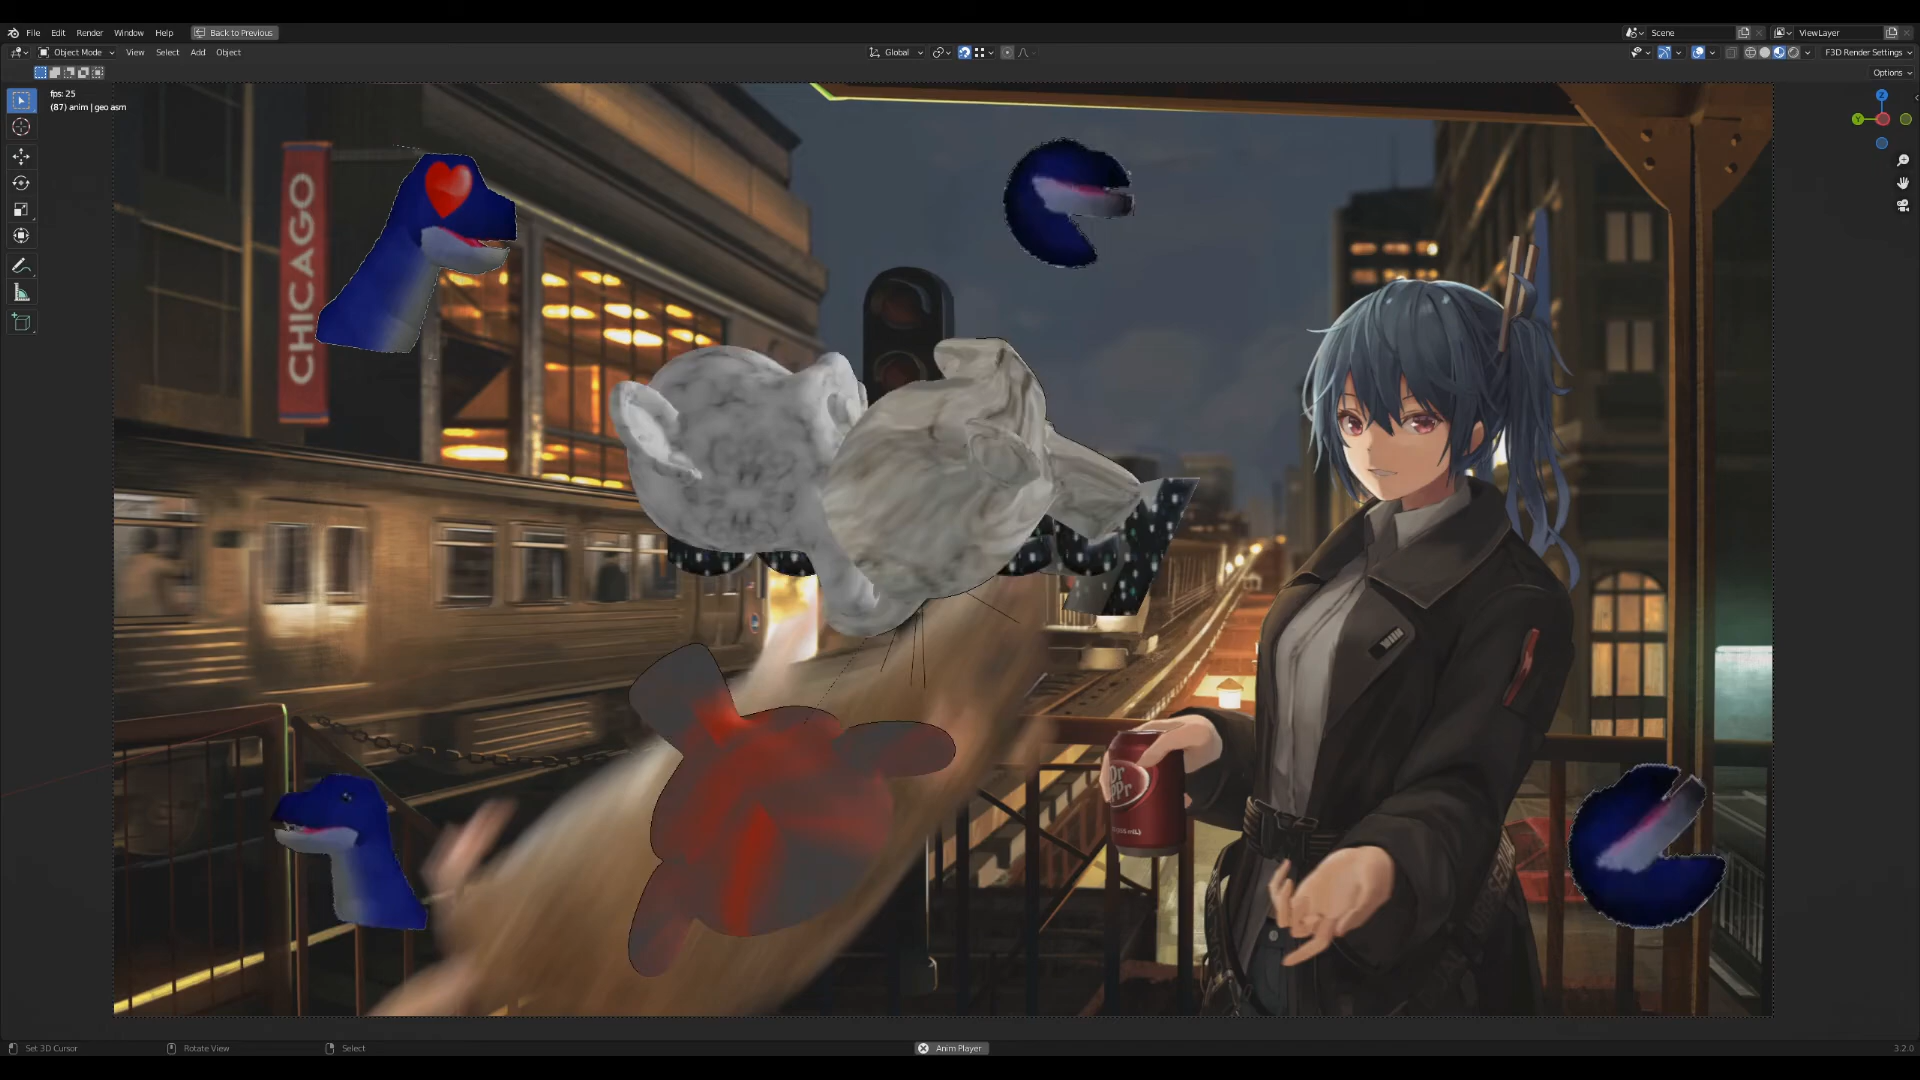 File Edit Render Window Help Back to Previous
Scene ViewLayer
Object Mode View Select Add Object
Global
F3D Render Settings
Options
fps: 25
(87) anim | geo asm
Z
Y
CHICAGO
Dr
PPr
Set 3D Cursor Rotate View Select
Anim Player
3.2.0